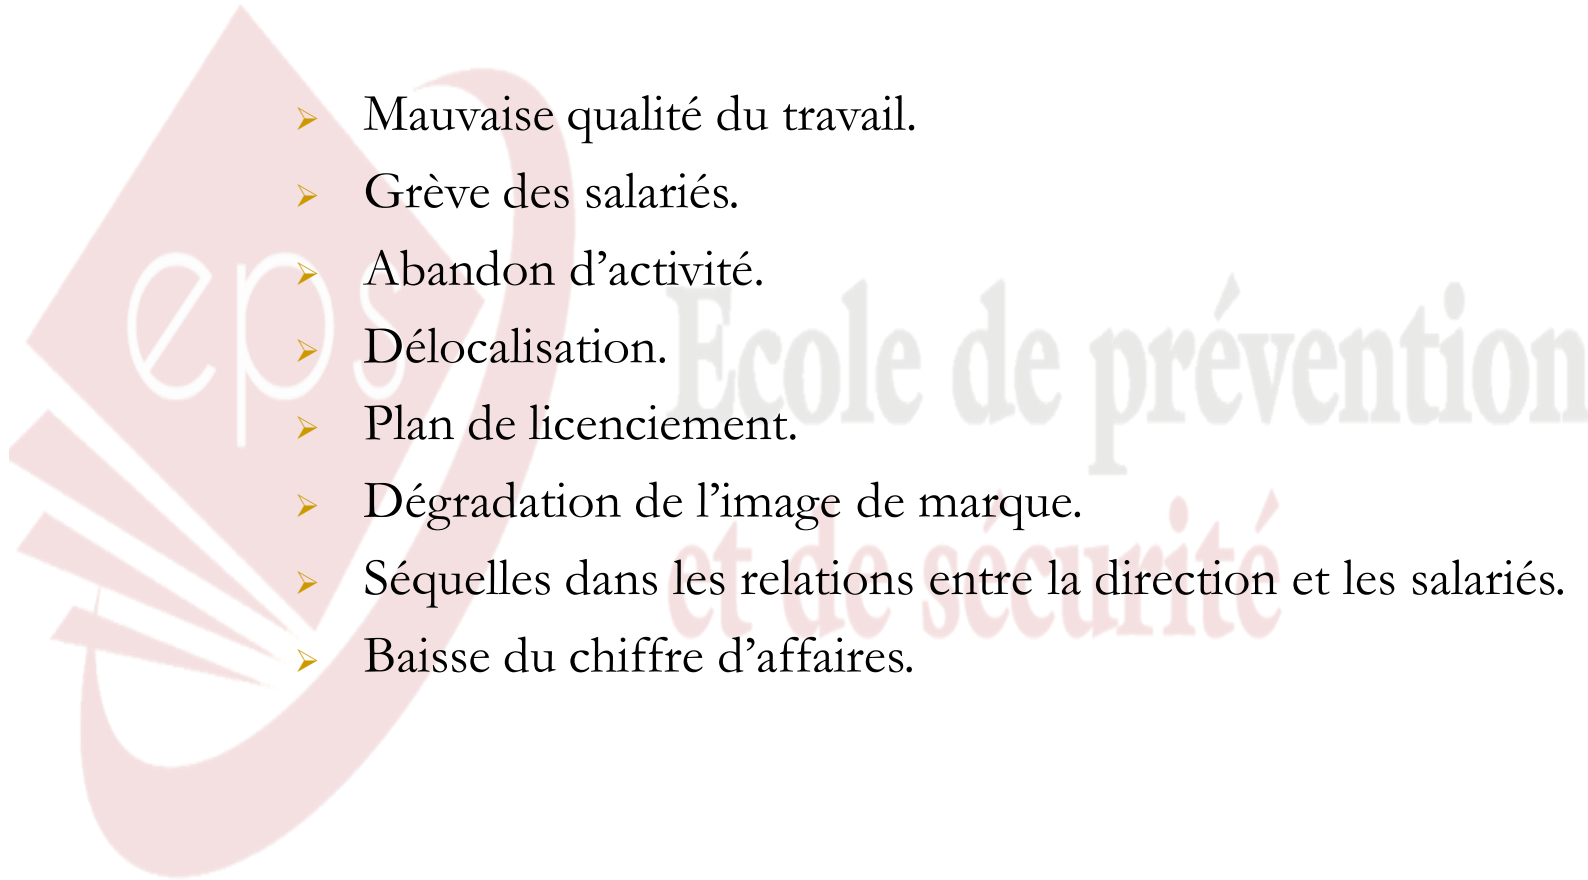 Mauvaise qualité du travail.
Grève des salariés.
Abandon d’activité.
Délocalisation.
Plan de licenciement.
Dégradation de l’image de marque.
Séquelles dans les relations entre la direction et les salariés.
Baisse du chiffre d’affaires.
eps
Ecole de prévention
et de sécurité